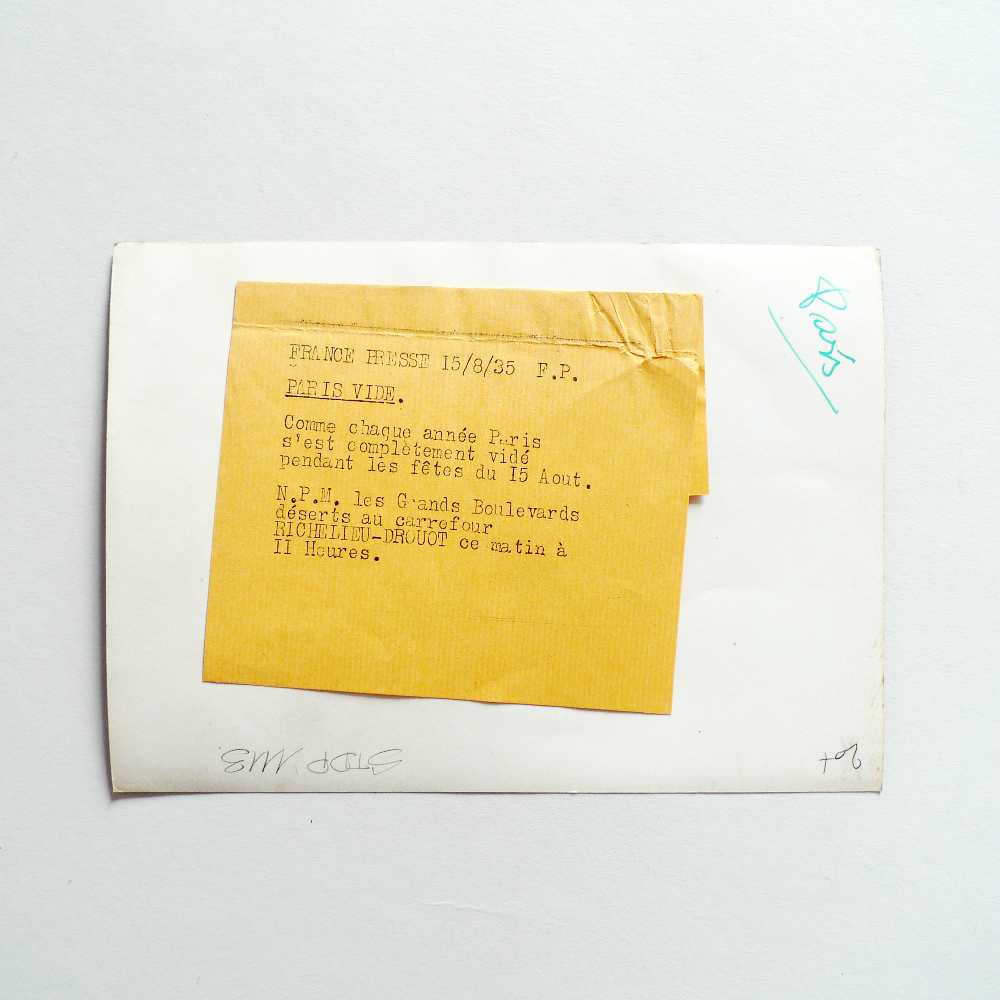 FRANCE PRESSE I5/8/35 F.P.
PARIS VIDE.
Comme chaque année Paris
s'est complètement vidé
pendant les fêtes du I5 Aout.
N.P.M. les Grands Boulevards
déserts au carrefour
RICHELIEU-DROUOT ce matin à
II Heures.
Paris